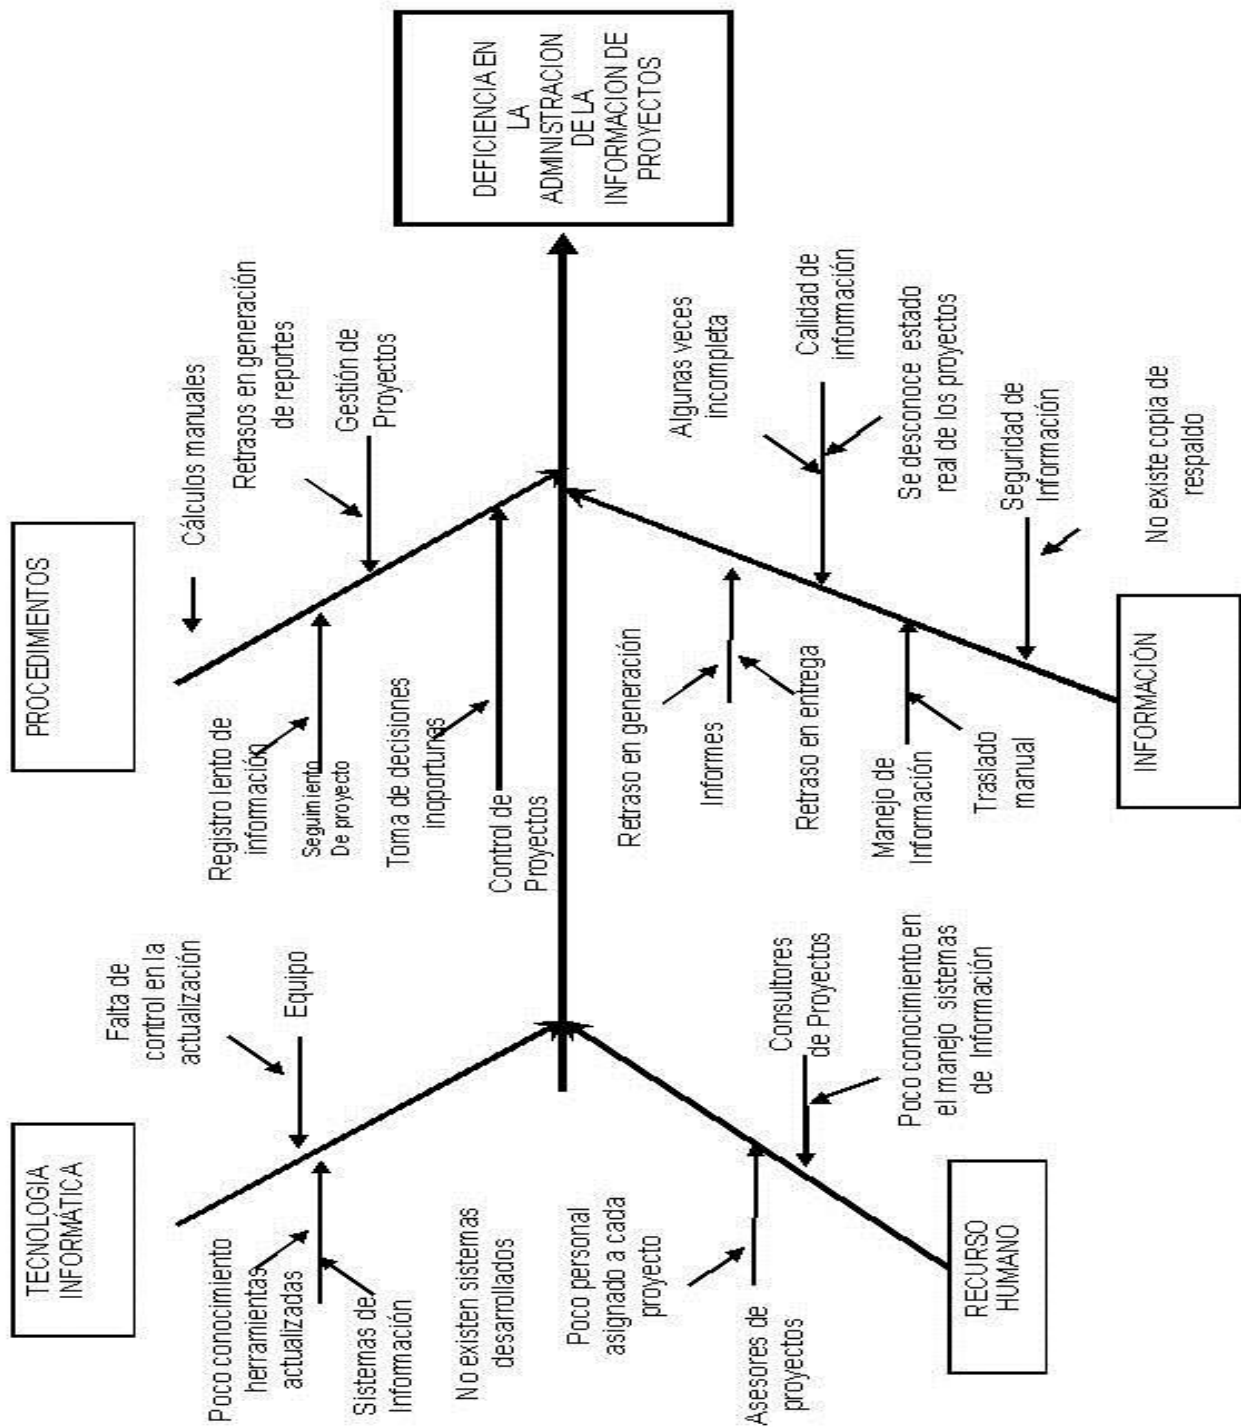 TECNOLOGIA
INFORMÁTICA
PROCEDIMIENTOS
Falta de
control en la
actualización
Equipo
Poco conocimiento
herramientas
actualizadas
Sistemas de
Información
No existen sistemas
desarrollados
Cálculos manuales
Retrasos en generación
de reportes
Gestión de
Proyectos
Registro lento de
información
Seguimiento
De proyecto
Toma de decisiones
inoportunas
Control de
Proyectos
DEFICIENCIA EN
LA
ADMINISTRACION
DE LA
INFORMACION DE
PROYECTOS
Poco personal
asignado a cada
proyecto
Asesores de
proyectos
Consultores
de Proyectos
Poco conocimiento en
el manejo sistemas
de Información
Retraso en generación
Informes
Retraso en entrega
Manejo de
Información
Traslado
manual
Algunas veces
incompleta
Calidad de
información
Se desconoce estado
real de los proyectos
Seguridad de
Información
No existe copia de
respaldo
RECURSO
HUMANO
INFORMACIÓN